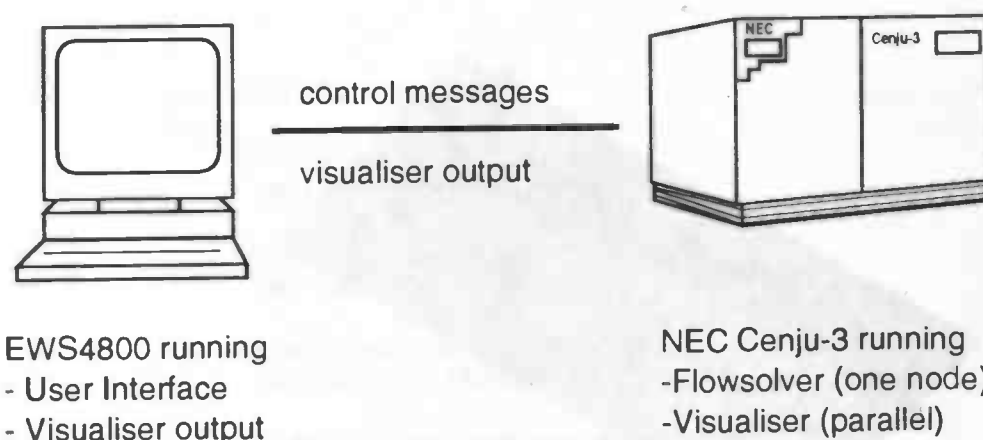 NEC
Cenju-3
control messages
visualiser output
EWS4800 running
- User Interface
- Visualiser output
NEC Cenju-3 running
-Flowsolver (one node)
-Visualiser (parallel)